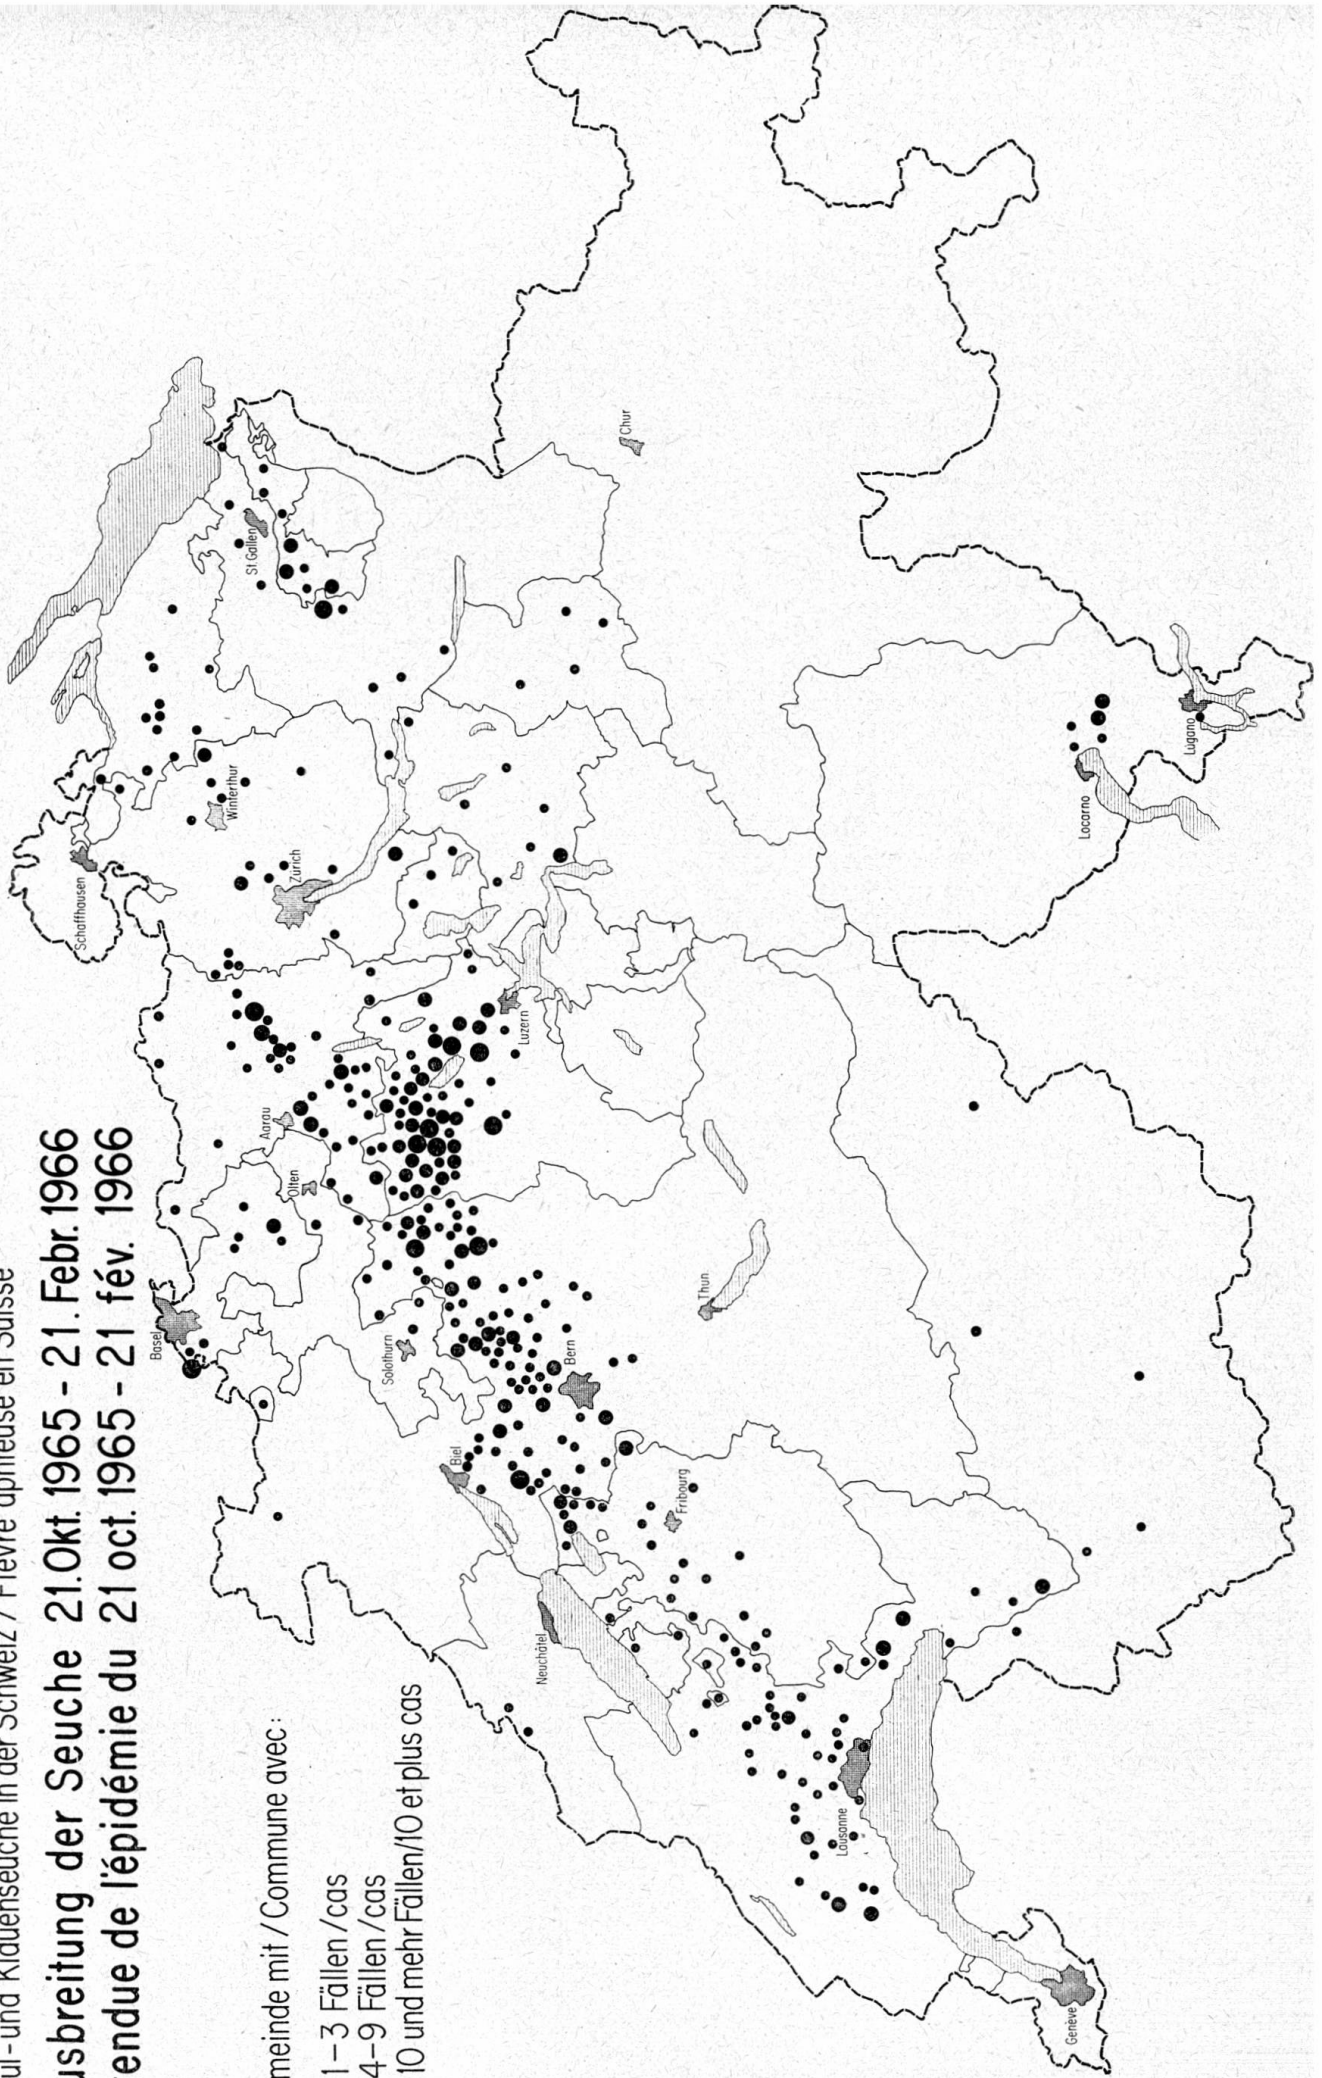 ul- und Klauenseuche in der Schweiz / Fièvre aphteuse en Suisse
usbreitung der Seuche 21.Okt. 1965 - 21. Febr. 1966
endue de l'épidémie du 21 oct. 1965 - 21 fév. 1966
meinde mit / Commune avec :
1-3 Fällen / cas
4-9 Fällen / cas
10 und mehr Fällen/10 et plus cas
Schaffhausen
Basel
Winterthur
St.Gallen
Zürich
Aarau
Olten
Solothurn
Biel
Luzern
Bern
Neuchâtel
Fribourg
Thun
Chur
Lausanne
Genève
Locarno
Lugano